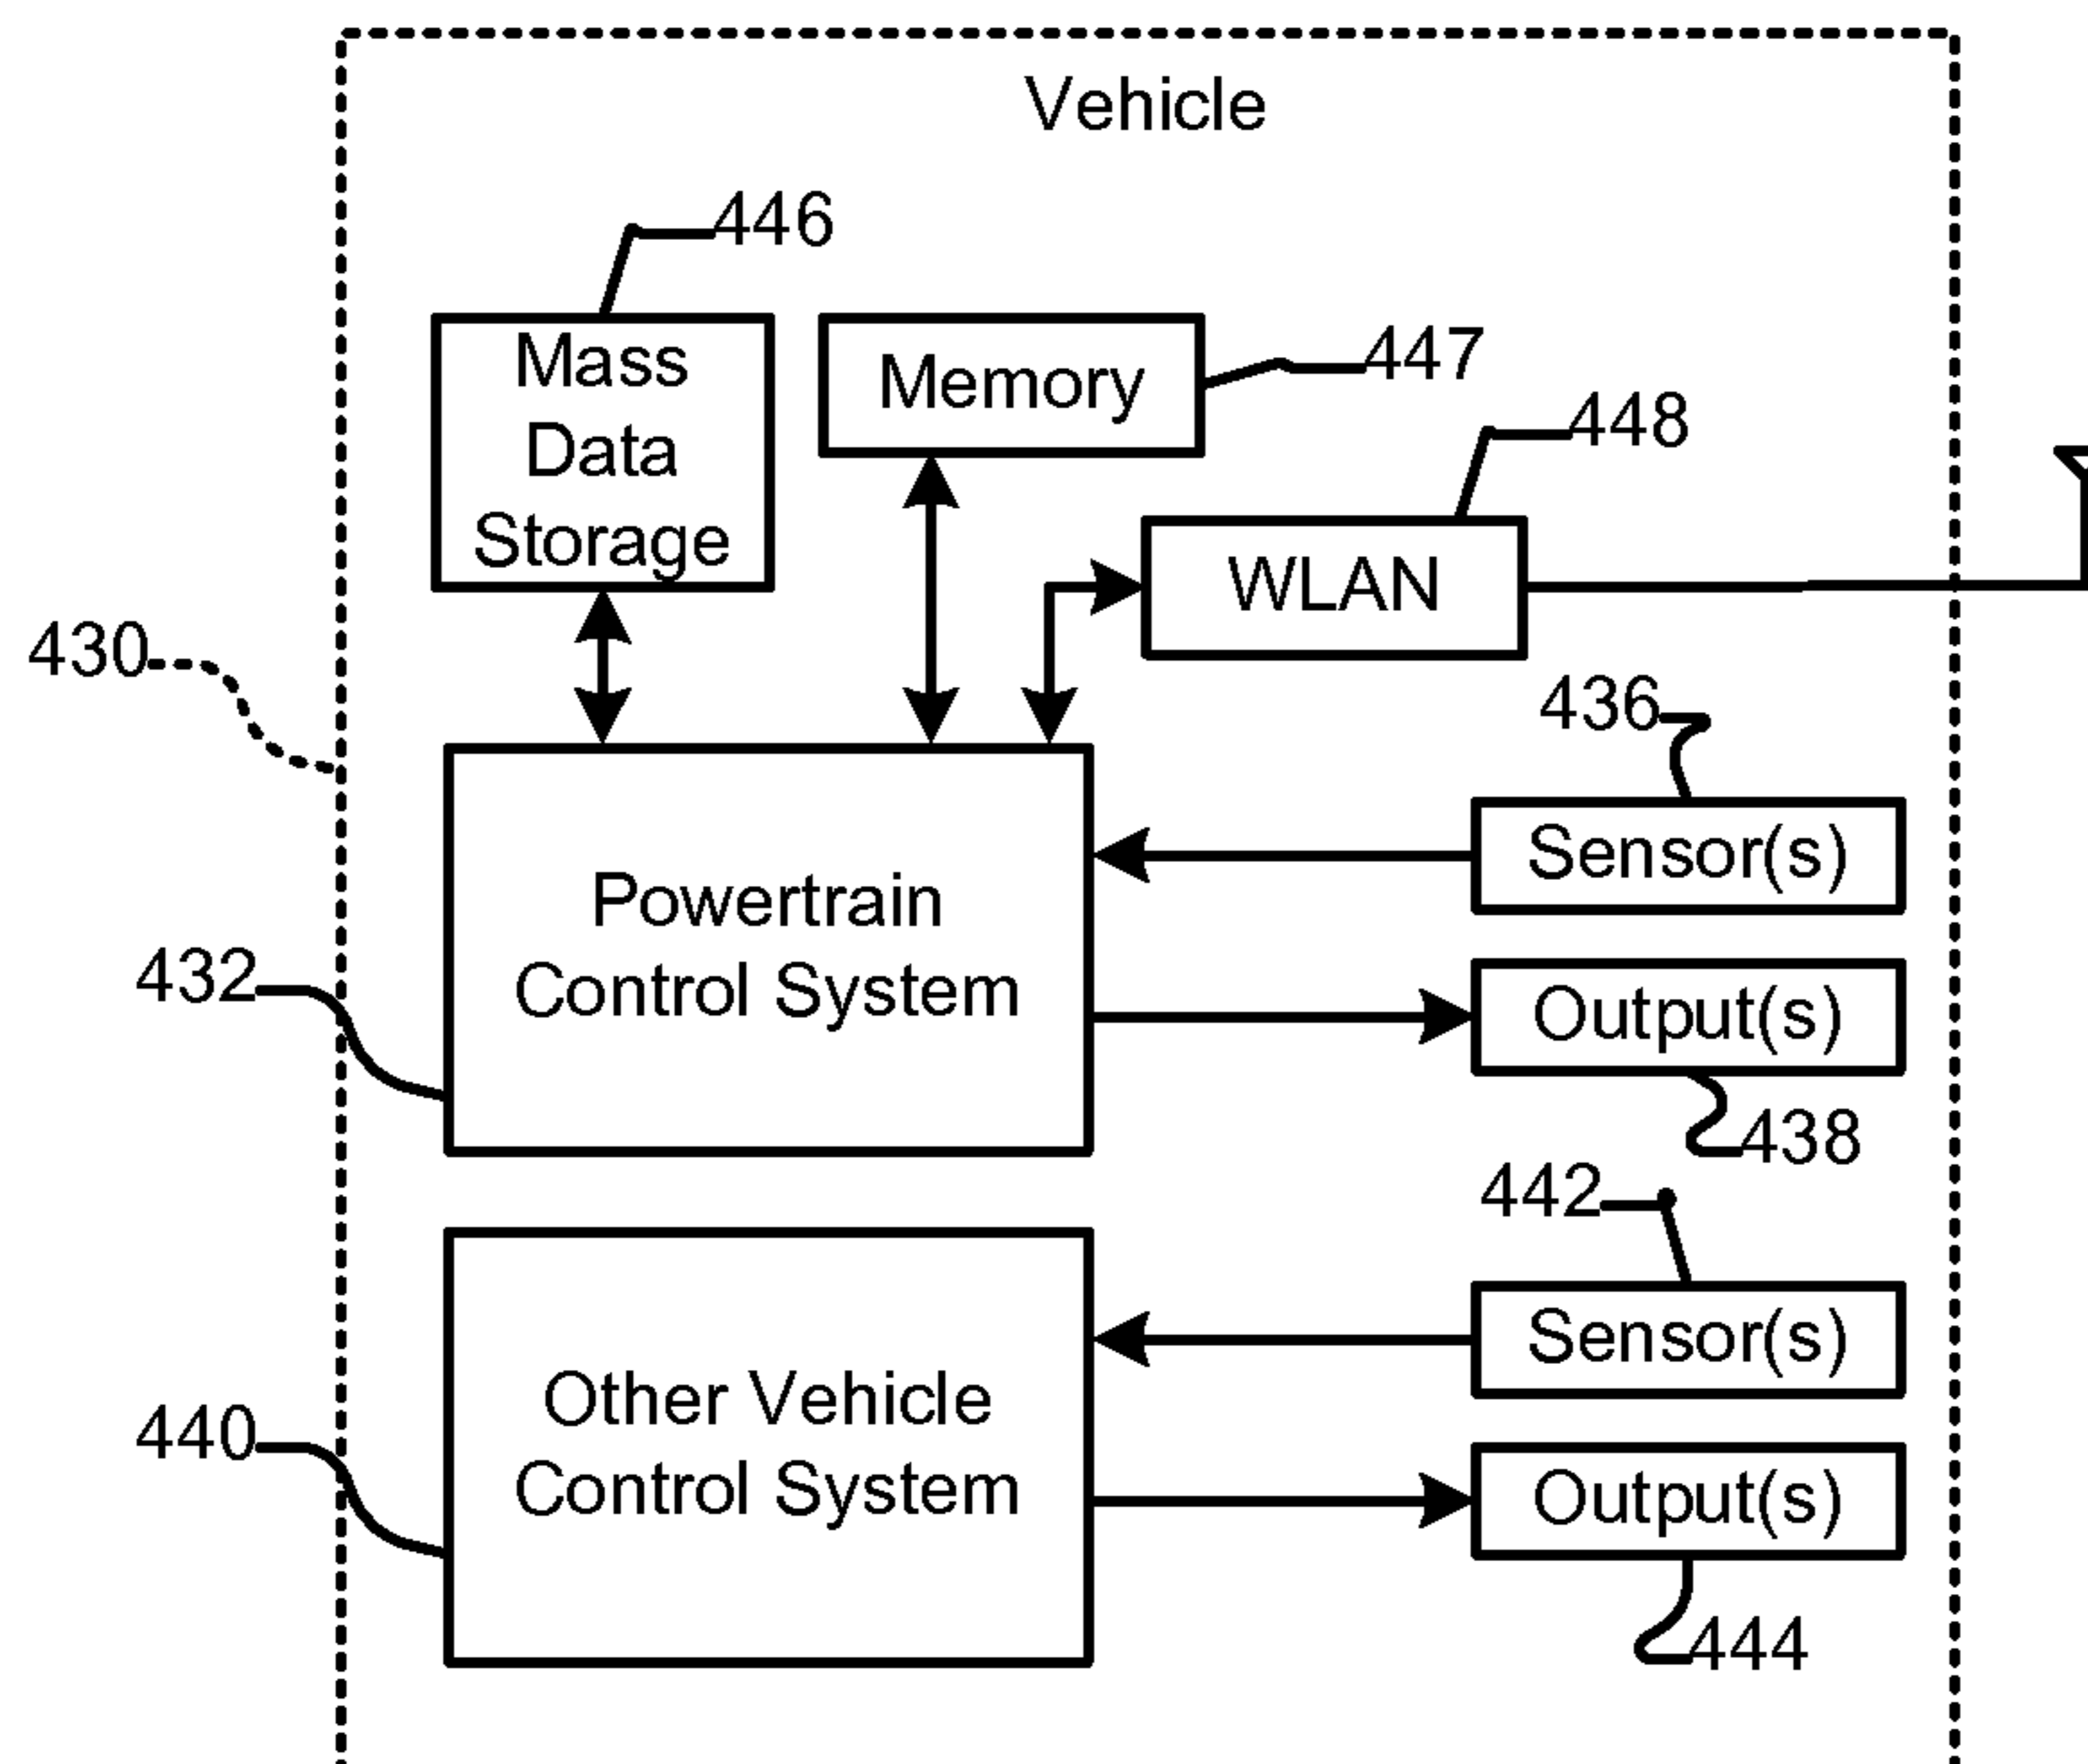 Vehicle
446
Mass
Data
Storage
Memory
447
448
WLAN
430
436
Sensor(s)
Powertrain
Control System
432
Output(s)
438
442
Sensor(s)
Other Vehicle
Control System
440
Output(s)
444